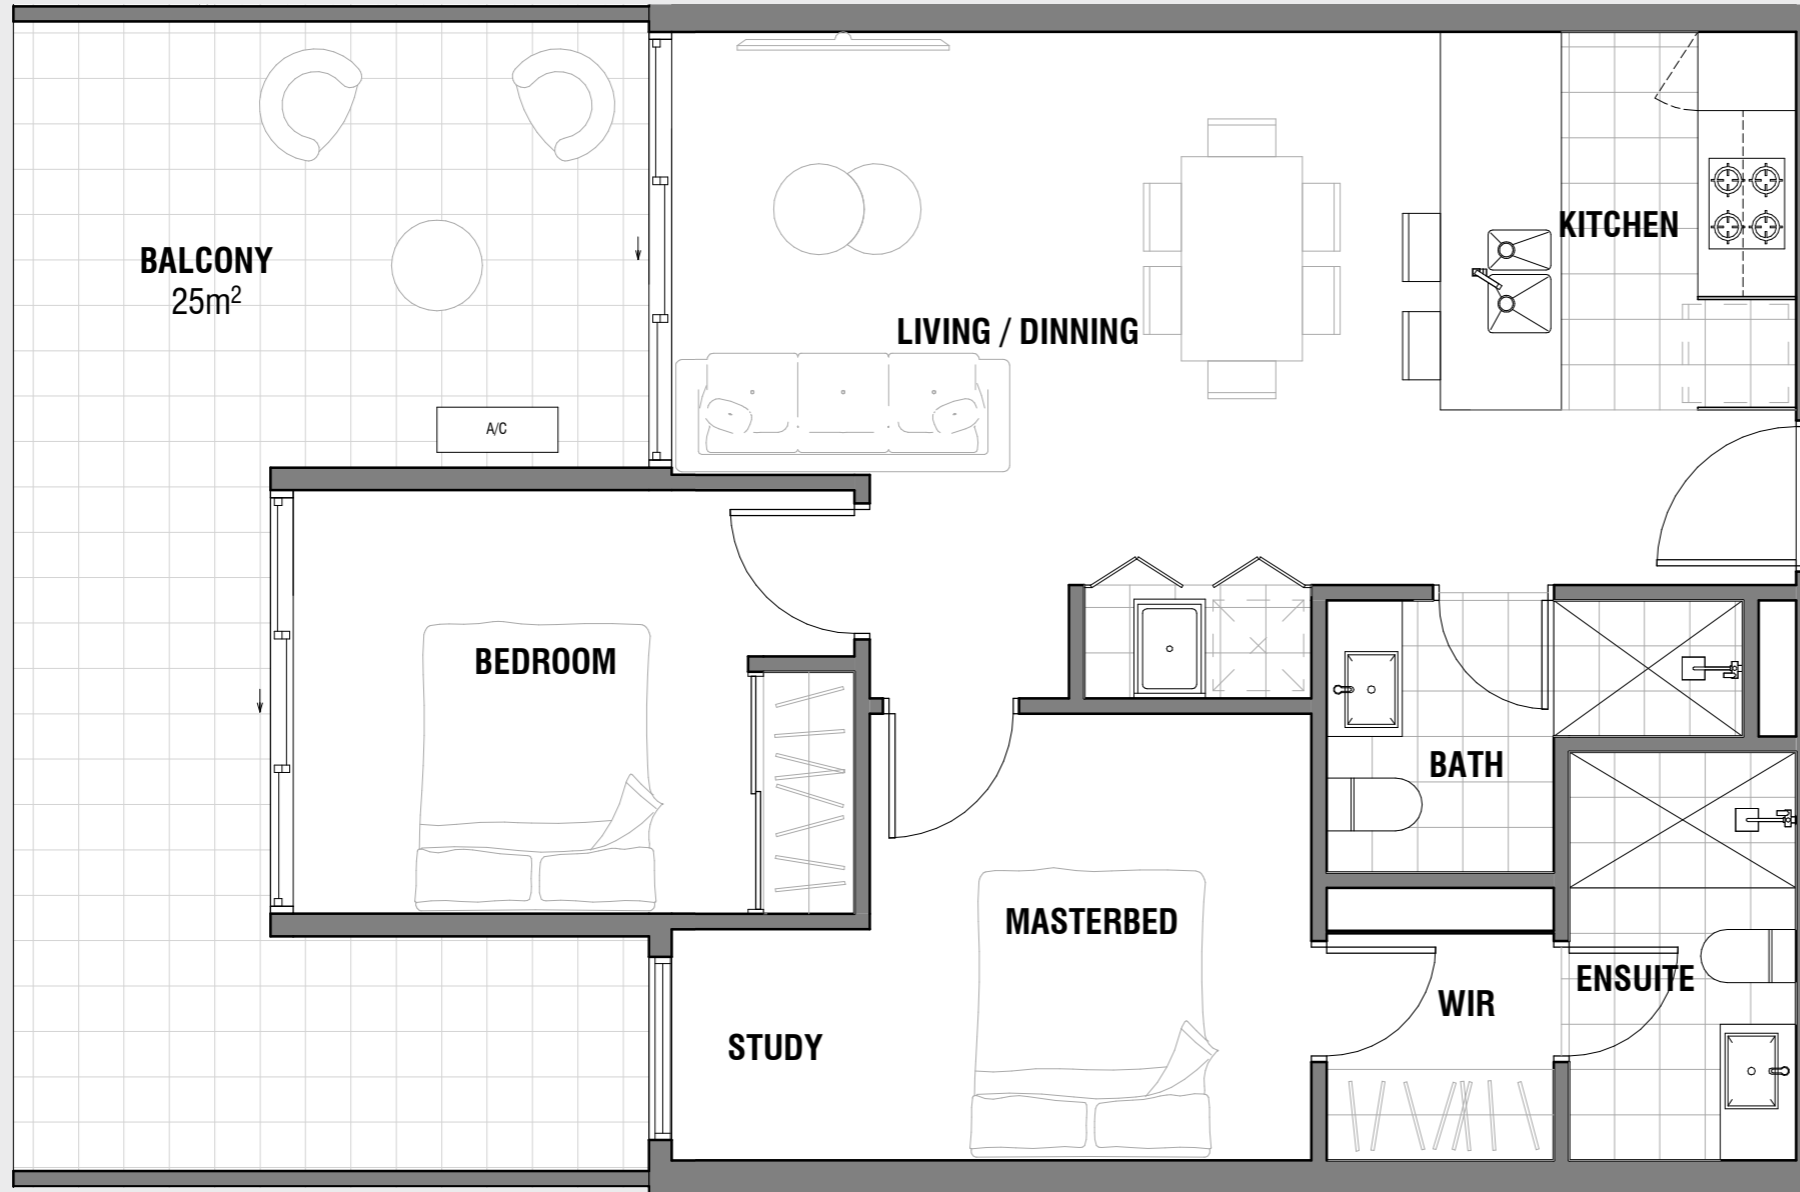 BALCONY
25m²
A/C
LIVING / DINNING
KITCHEN
BEDROOM
BATH
MASTERBED
STUDY
WIR
ENSUITE